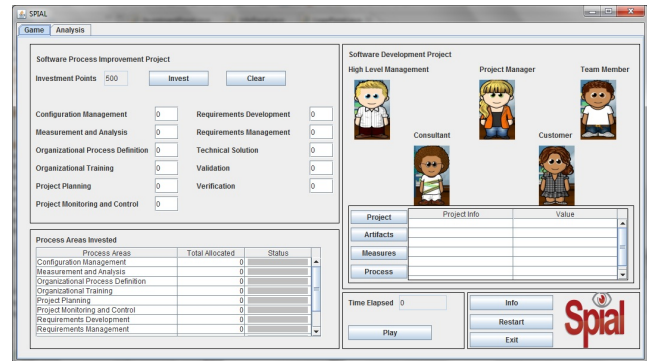 SPIAL
Game Analysis
Software Process Improvement Project
Investment Points 500 Invest Clear
Configuration Management 0 Requirements Development 0
Measurement and Analysis 0 Requirements Management 0
Organizational Process Definition 0 Technical Solution 0
Organizational Training 0 Validation 0
Project Planning 0 Verification 0
Project Monitoring and Control 0
Process Areas Invested
Process Areas Total Allocated Status
Configuration Management 0
Measurement and Analysis 0
Organizational Process Definition 0
Organizational Training 0
Project Planning 0
Project Monitoring and Control 0
Requirements Development 0
Requirements Management 0
Software Development Project
High Level Management Project Manager Team Member
Consultant Customer
Project Project Info Value
Artifacts
Measures
Process
Time Elapsed 0
Play
Info
Restart
Exit
Spial